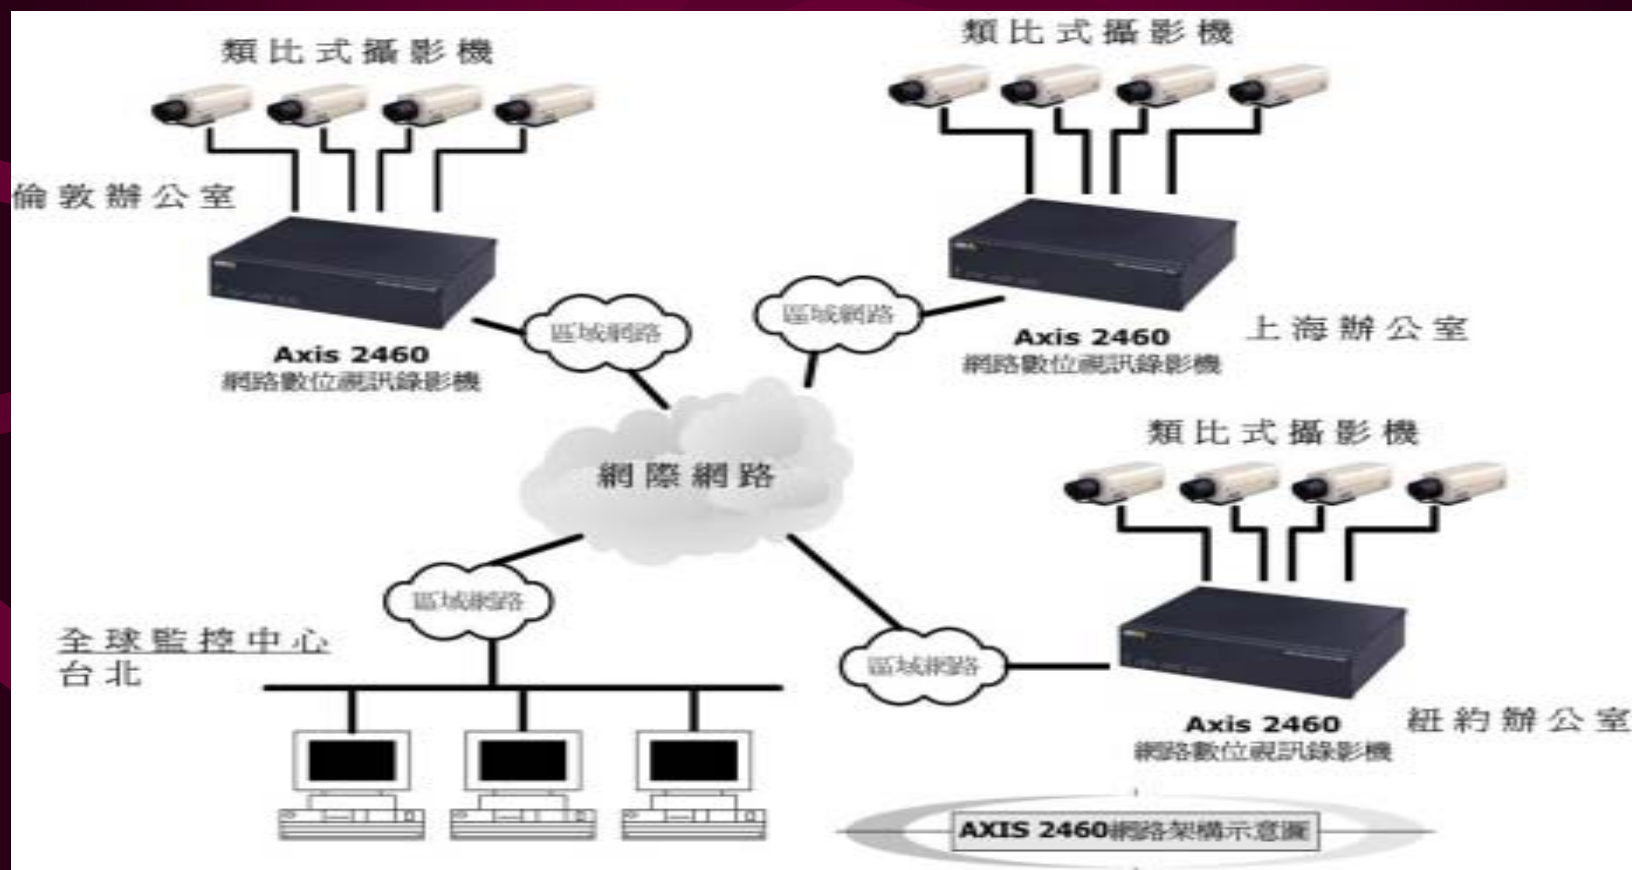 類比式攝影機
類比式攝影機
倫敦辦公室
區域網路
區域網路
Axis 2460
網路數位視訊錄影機
Axis 2460
網路數位視訊錄影機
上海辦公室
類比式攝影機
網際網路
區域網路
全球監控中心
台北
區域網路
Axis 2460
網路數位視訊錄影機
紐約辦公室
AXIS 2460網路架構示意圖